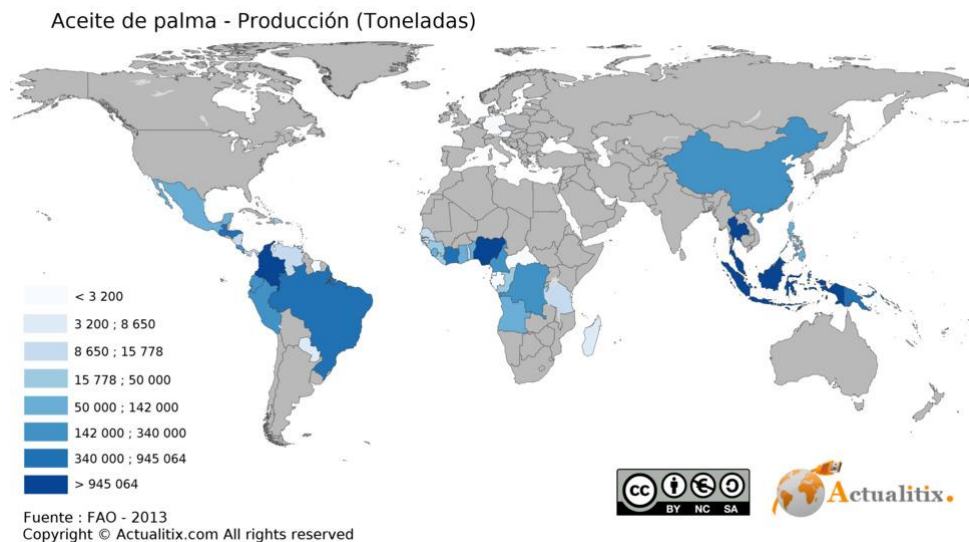 Aceite de palma - Producción (Toneladas)
< 3 200
3 200 ; 8 650
8 650 ; 15 778
15 778 ; 50 000
50 000 ; 142 000
142 000 ; 340 000
340 000 ; 945 064
> 945 064
Fuente : FAO - 2013
Copyright © Actualitix.com All rights reserved
cc
BY NC SA
Actualitix.